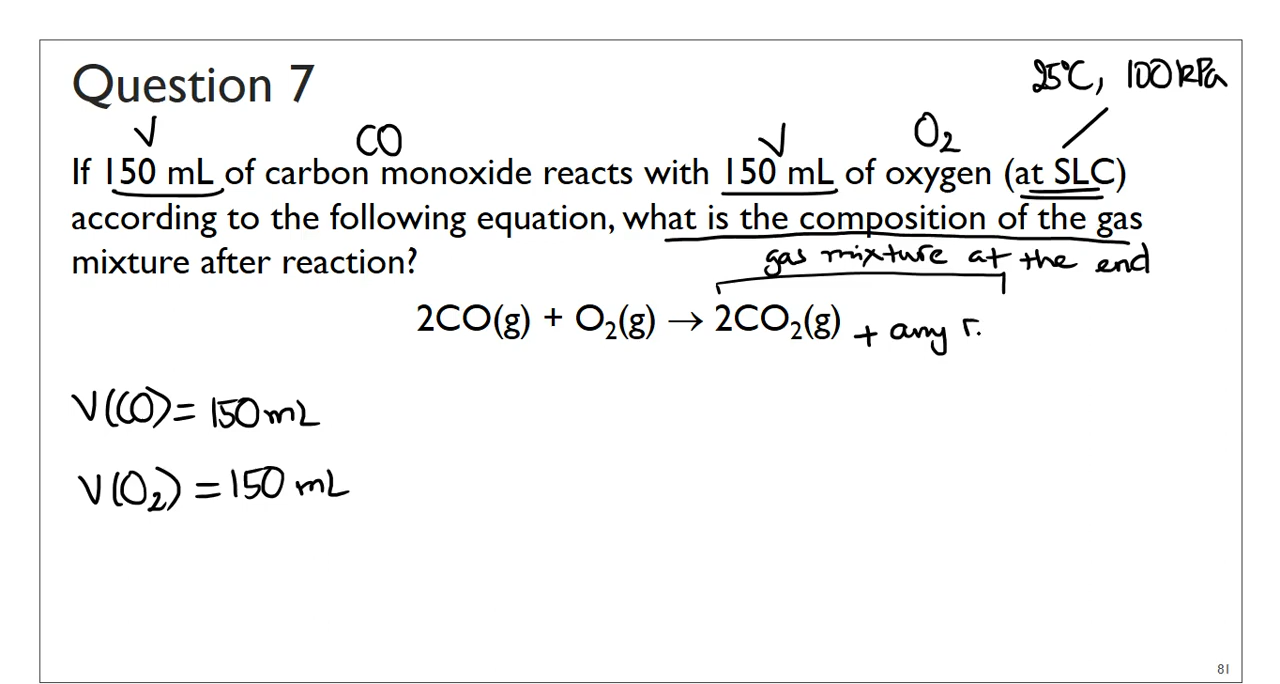 25°C, 100 kPa
Question 7
V CO V O₂
If 150 mL of carbon monoxide reacts with 150 mL of oxygen (at SLC)
according to the following equation, what is the composition of the gas
mixture after reaction?
gas mixture at the end
2CO(g) + O₂(g) → 2CO₂(g) + any r.
V(CO) = 150 mL
V(O₂) = 150 mL
81